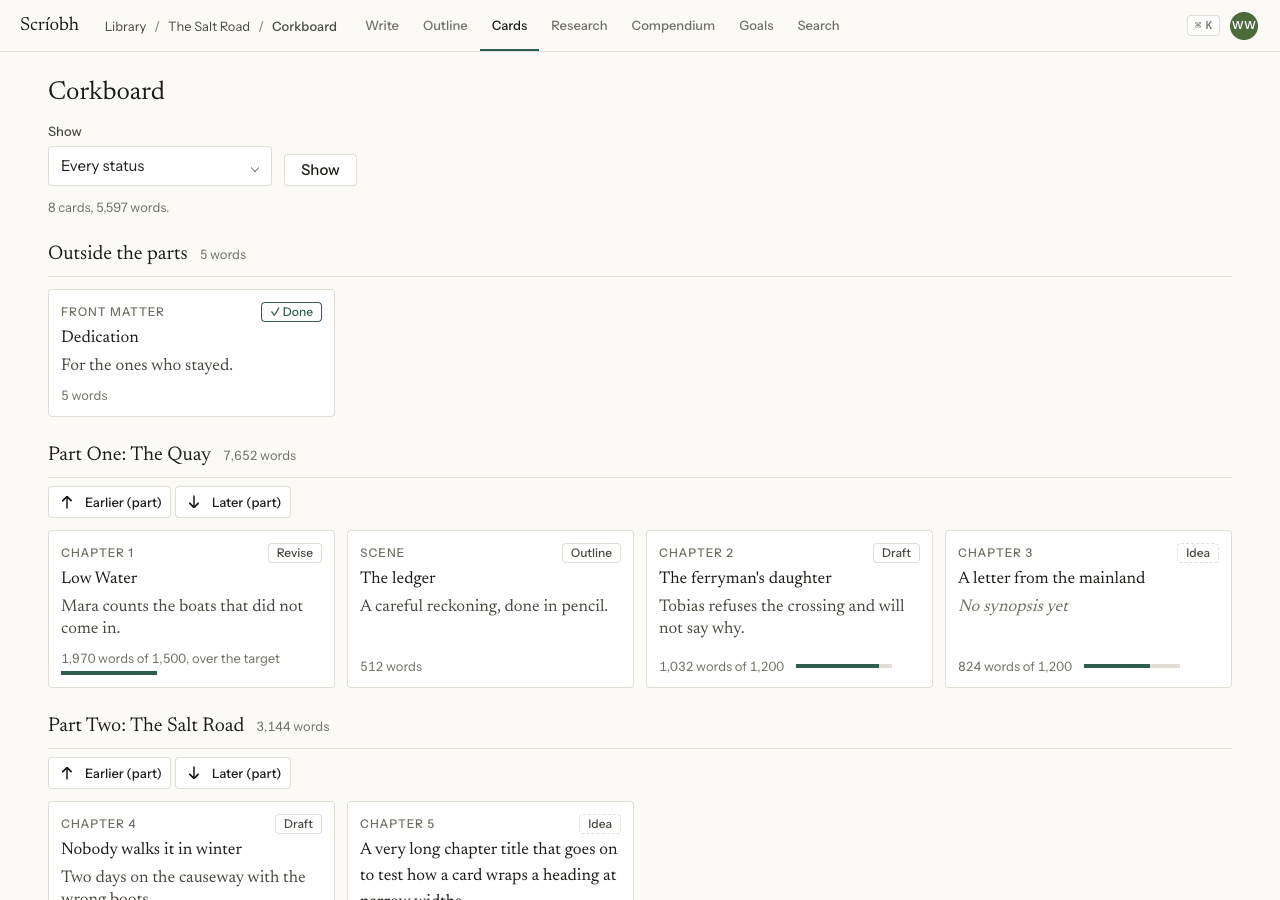 Scríobh
Library / The Salt Road / Corkboard
Write Outline Cards Research Compendium Goals Search
⌘ K
WW
Corkboard
Show
Every status
Show
8 cards, 5,597 words.
Outside the parts 5 words
FRONT MATTER
✓ Done
Dedication
For the ones who stayed.
5 words
Part One: The Quay 7,652 words
↑ Earlier (part) ↓ Later (part)
CHAPTER 1
Revise
Low Water
Mara counts the boats that did not
come in.
1,970 words of 1,500, over the target
SCENE
Outline
The ledger
A careful reckoning, done in pencil.
512 words
CHAPTER 2
Draft
The ferryman's daughter
Tobias refuses the crossing and will
not say why.
1,032 words of 1,200
CHAPTER 3
Idea
A letter from the mainland
No synopsis yet
824 words of 1,200
Part Two: The Salt Road 3,144 words
↑ Earlier (part) ↓ Later (part)
CHAPTER 4
Draft
Nobody walks it in winter
Two days on the causeway with the
wrong boots.
CHAPTER 5
Idea
A very long chapter title that goes on
to test how a card wraps a heading at
narrow widths